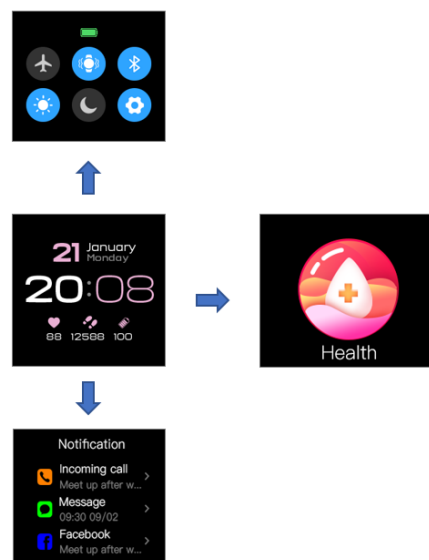 21 January
Monday
20:08
88 12588 100
Health
Notification
Incoming call
Meet up after w...
Message
09:30 09/02
Facebook
Meet up after w...